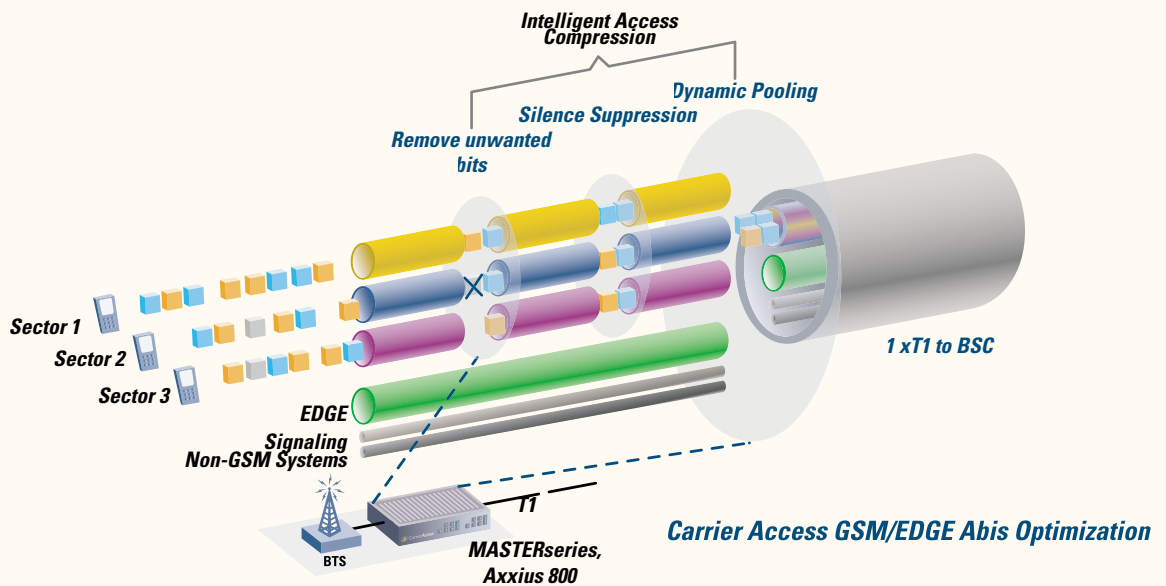 Intelligent Access
Compression
Dynamic Pooling
Silence Suppression
Remove unwanted
bits
Sector 1
Sector 2
Sector 3
1 xT1 to BSC
EDGE
Signaling
Non-GSM Systems
T1
BTS
MASTERseries,
Axxius 800
Carrier Access GSM/EDGE Abis Optimization